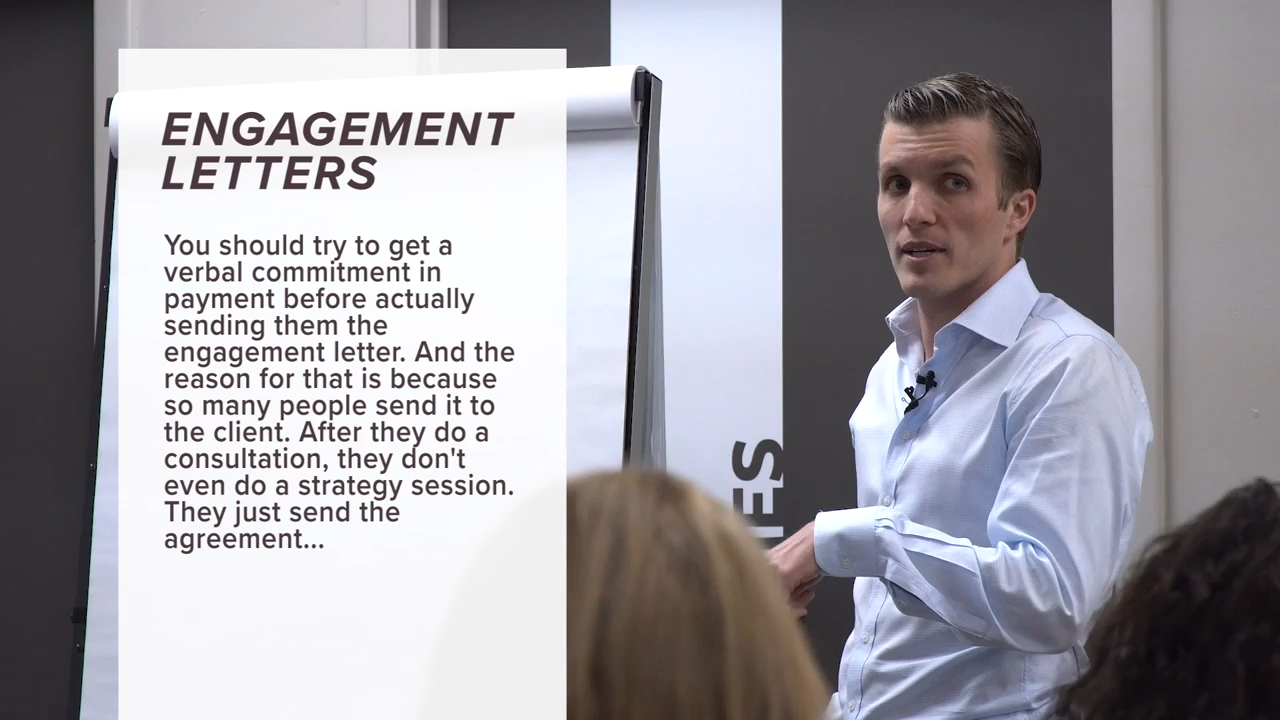 ENGAGEMENT
LETTERS
You should try to get a
verbal commitment in
payment before actually
sending them the
engagement letter. And the
reason for that is because
so many people send it to
the client. After they do a
consultation, they don't
even do a strategy session.
They just send the
agreement...